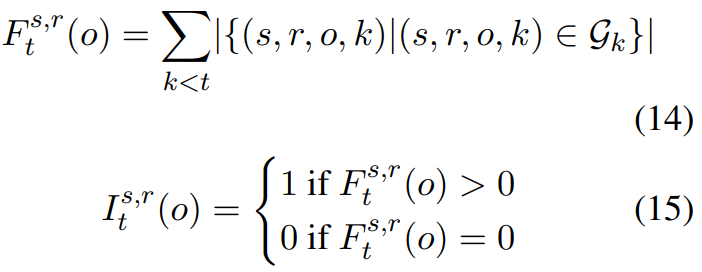 F_t^{s,r}(o) = \sum_{k<t} |\{(s, r, o, k)|(s, r, o, k) \in \mathcal{G}_k\}|
(14)
I_t^{s,r}(o) = \begin{cases} 1 \text{ if } F_t^{s,r}(o) > 0 \\ 0 \text{ if } F_t^{s,r}(o) = 0 \end{cases} (15)